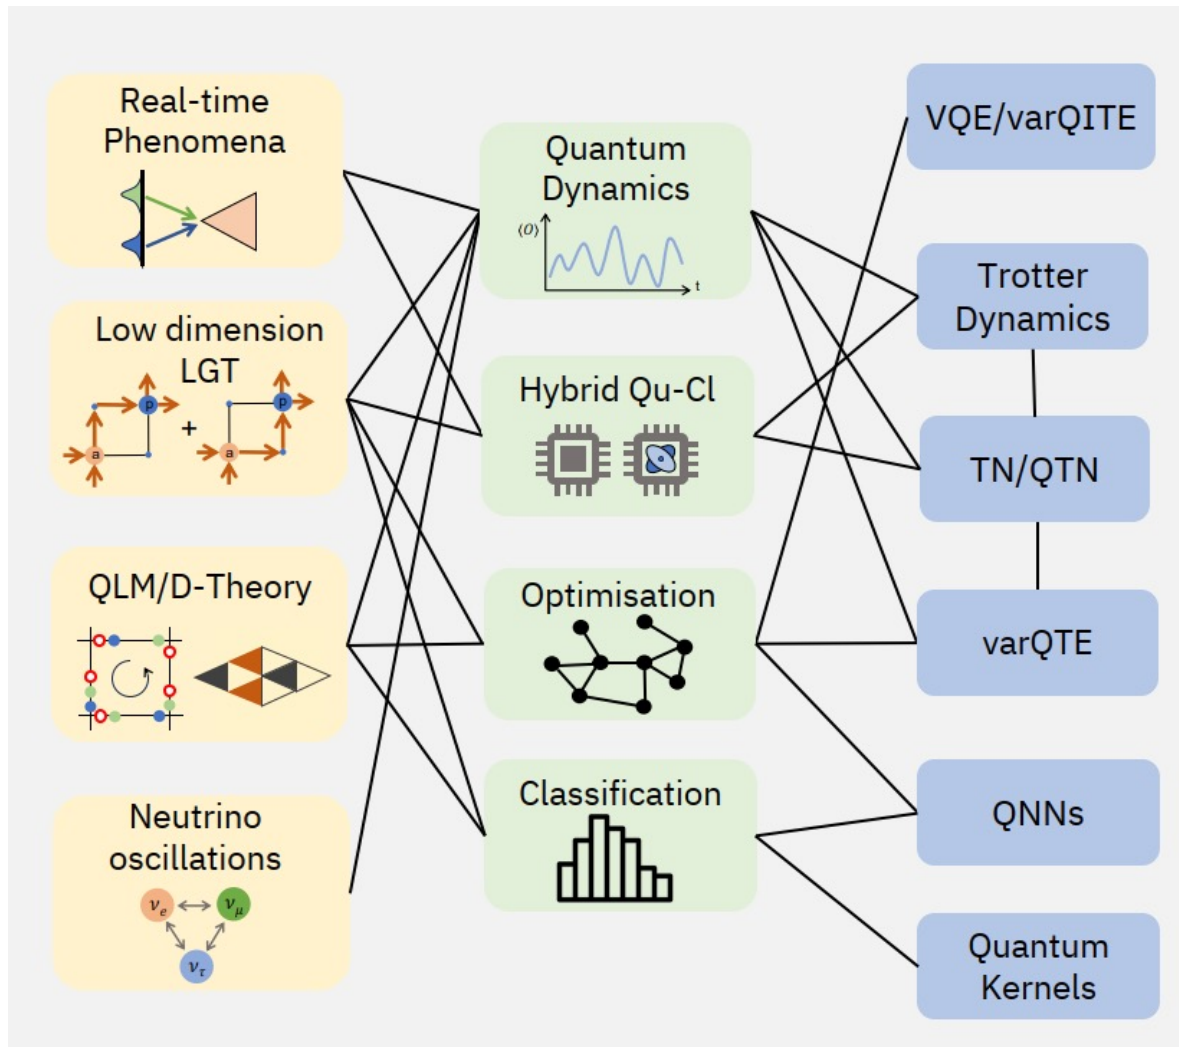 Real-time
Phenomena
Low dimension
LGT
p
p
+
a
a
QLM/D-Theory
Neutrino
oscillations
νe
νμ
ντ
Quantum
Dynamics
⟨O⟩
t
Hybrid Qu-Cl
Optimisation
Classification
VQE/varQITE
Trotter
Dynamics
TN/QTN
varQTE
QNNs
Quantum
Kernels